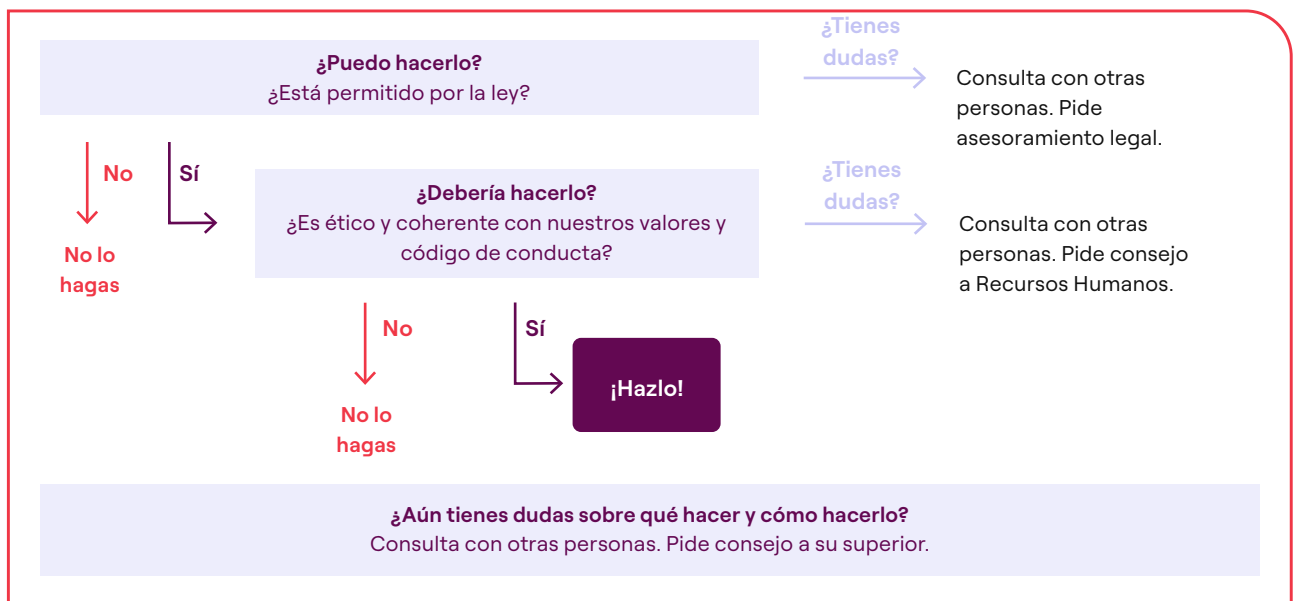 ¿Puedo hacerlo?
¿Está permitido por la ley?
¿Tienes
dudas?
Consulta con otras
personas. Pide
asesoramiento legal.
No
Sí
No lo
hagas
¿Debería hacerlo?
¿Es ético y coherente con nuestros valores y
código de conducta?
¿Tienes
dudas?
Consulta con otras
personas. Pide consejo
a Recursos Humanos.
No
Sí
No lo
hagas
¡Hazlo!
¿Aún tienes dudas sobre qué hacer y cómo hacerlo?
Consulta con otras personas. Pide consejo a su superior.